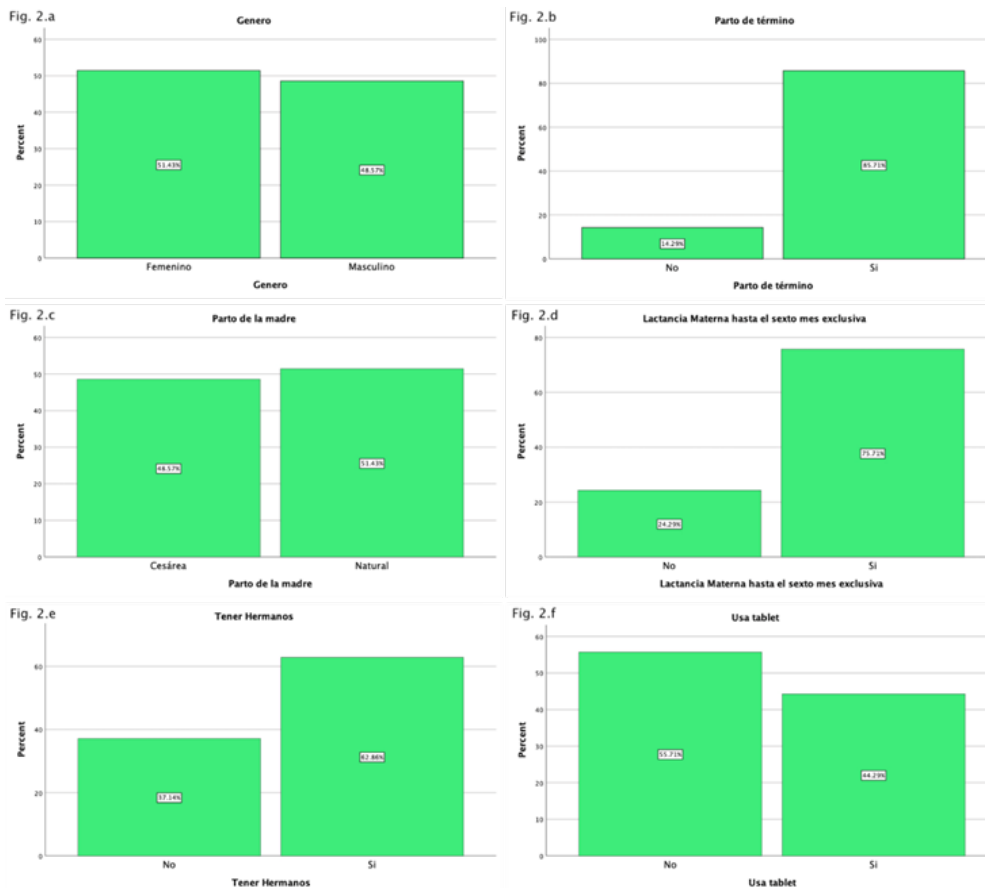 Fig. 2.a
Genero
60
50
40
30
20
10
0
Percent
51.43%
48.57%
Femenino
Masculino
Genero
Fig. 2.b
Parto de término
100
80
60
40
20
0
Percent
14.29%
85.71%
No
Si
Parto de término
Fig. 2.c
Parto de la madre
60
50
40
30
20
10
0
Percent
48.57%
51.43%
Cesárea
Natural
Parto de la madre
Fig. 2.d
Lactancia Materna hasta el sexto mes exclusiva
80
60
40
20
0
Percent
24.29%
75.71%
No
Si
Lactancia Materna hasta el sexto mes exclusiva
Fig. 2.e
Tener Hermanos
60
40
20
0
Percent
37.14%
62.86%
No
Si
Tener Hermanos
Fig. 2.f
Usa tablet
60
50
40
30
20
10
0
Percent
55.71%
44.29%
No
Si
Usa tablet